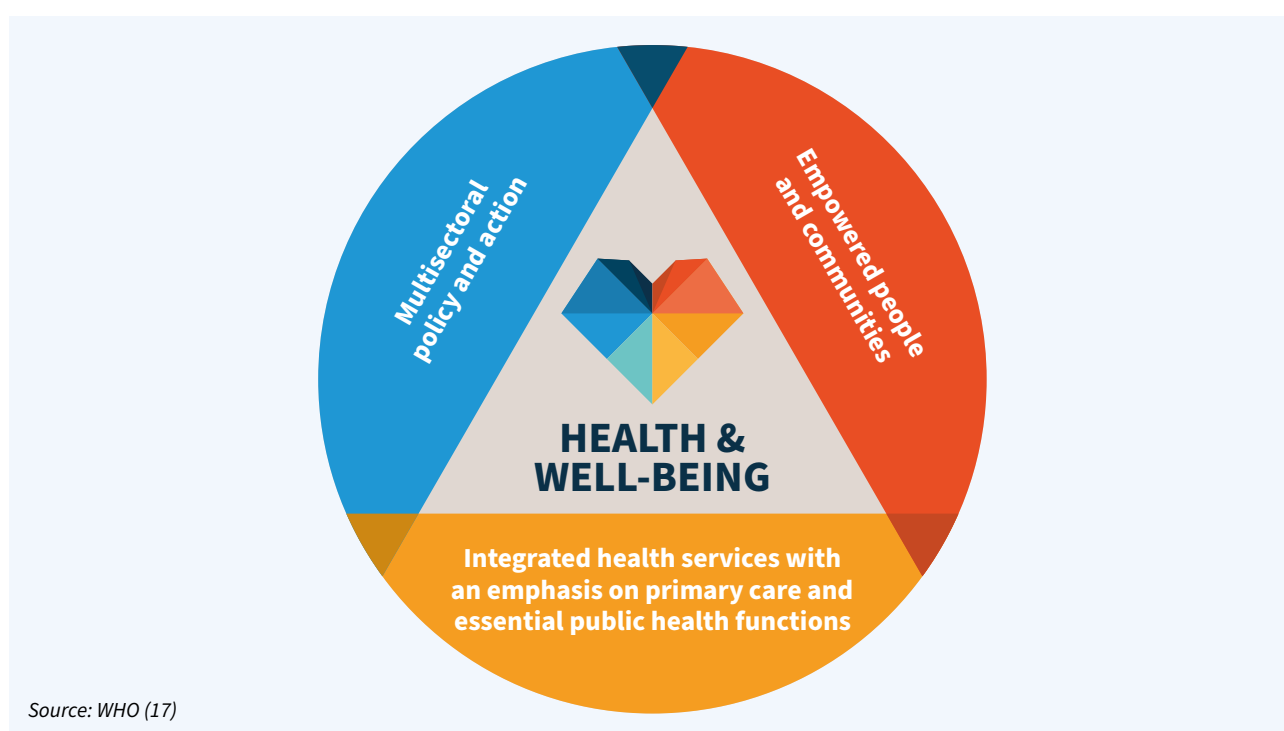 Multisectoral
policy and action
Empowered people
and communities
HEALTH &
WELL-BEING
Integrated health services with
an emphasis on primary care and
essential public health functions
Source: WHO (17)